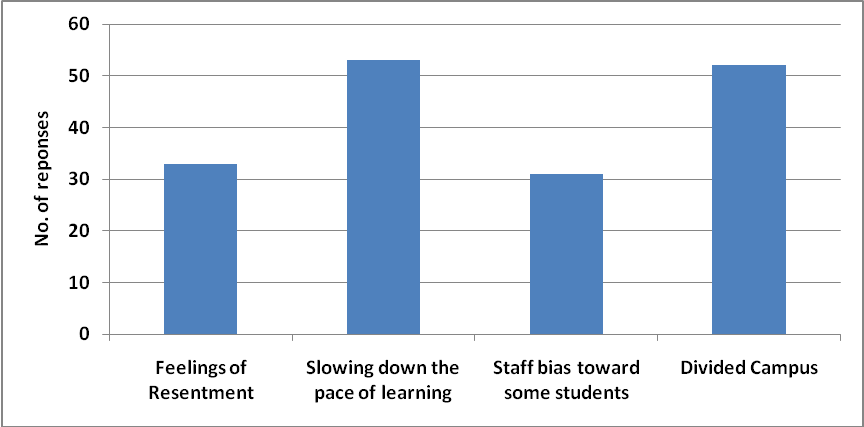 60
50
40
30
20
10
0
No. of reponses
Feelings of
Resentment
Slowing down the
pace of learning
Staff bias toward
some students
Divided Campus